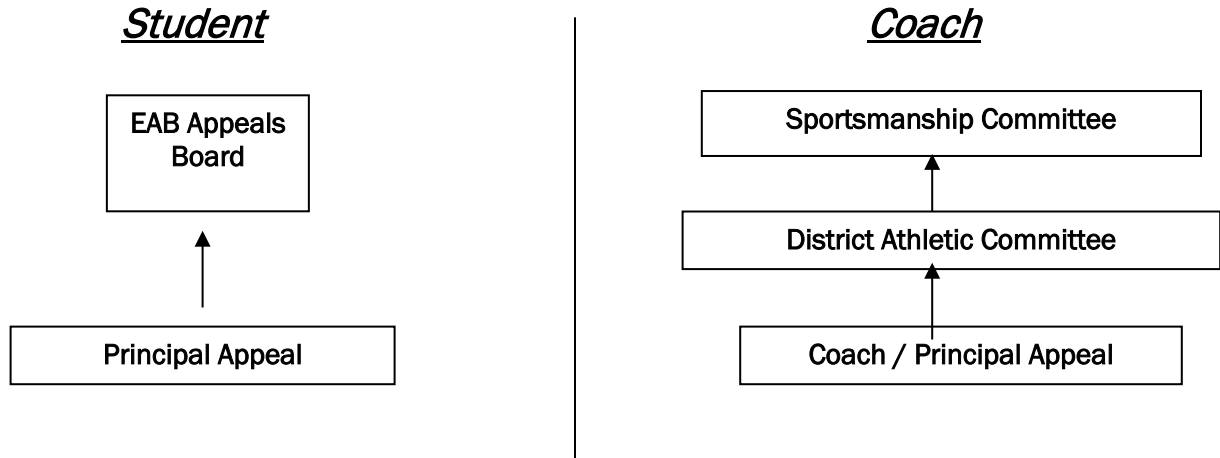 Student
EAB Appeals
Board
Principal Appeal
Coach
Sportsmanship Committee
District Athletic Committee
Coach / Principal Appeal